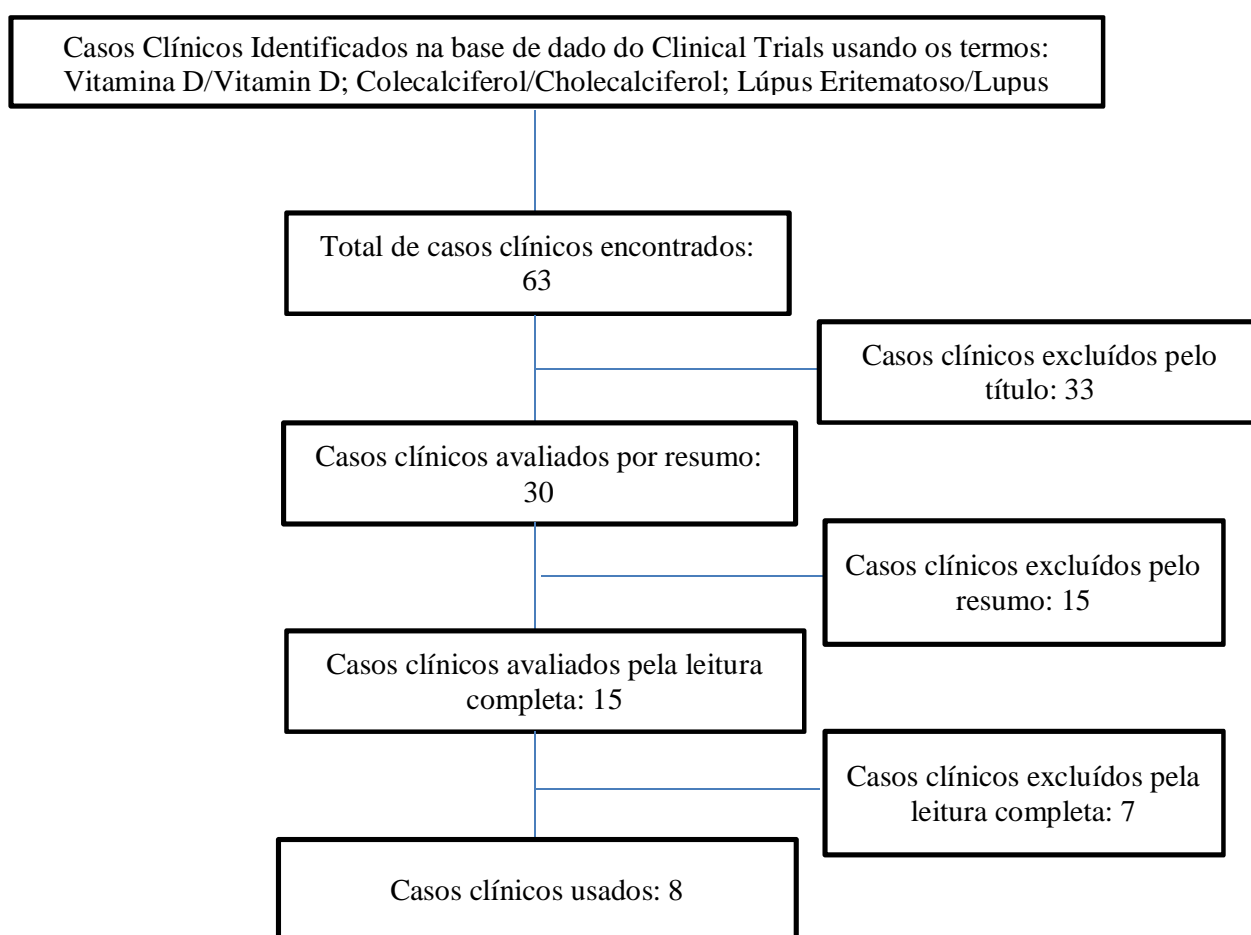 Casos Clínicos Identificados na base de dado do Clinical Trials usando os termos:
Vitamina D/Vitamin D; Colecalciferol/Cholecalciferol; Lúpus Eritematoso/Lupus
Total de casos clínicos encontrados:
63
Casos clínicos excluídos pelo
título: 33
Casos clínicos avaliados por resumo:
30
Casos clínicos excluídos pelo
resumo: 15
Casos clínicos avaliados pela leitura
completa: 15
Casos clínicos excluídos pela
leitura completa: 7
Casos clínicos usados: 8